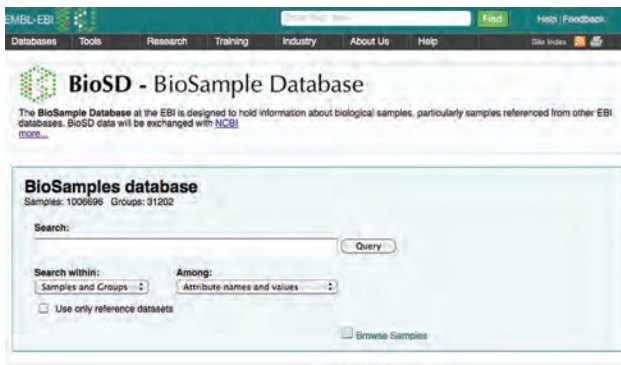 EMBL-EBI
Find
Help Feedback
Databases Tools Research Training Industry About Us Help Site Index
BioSD - BioSample Database
The BioSample Database at the EBI is designed to hold information about biological samples, particularly samples referenced from other EBI
databases. BioSD data will be exchanged with NCBI
more...
BioSamples database
Samples: 1006696 Groups: 31202
Search:
Query
Search within: Among:
Samples and Groups Attribute names and values
Use only reference datasets
Browse Samples